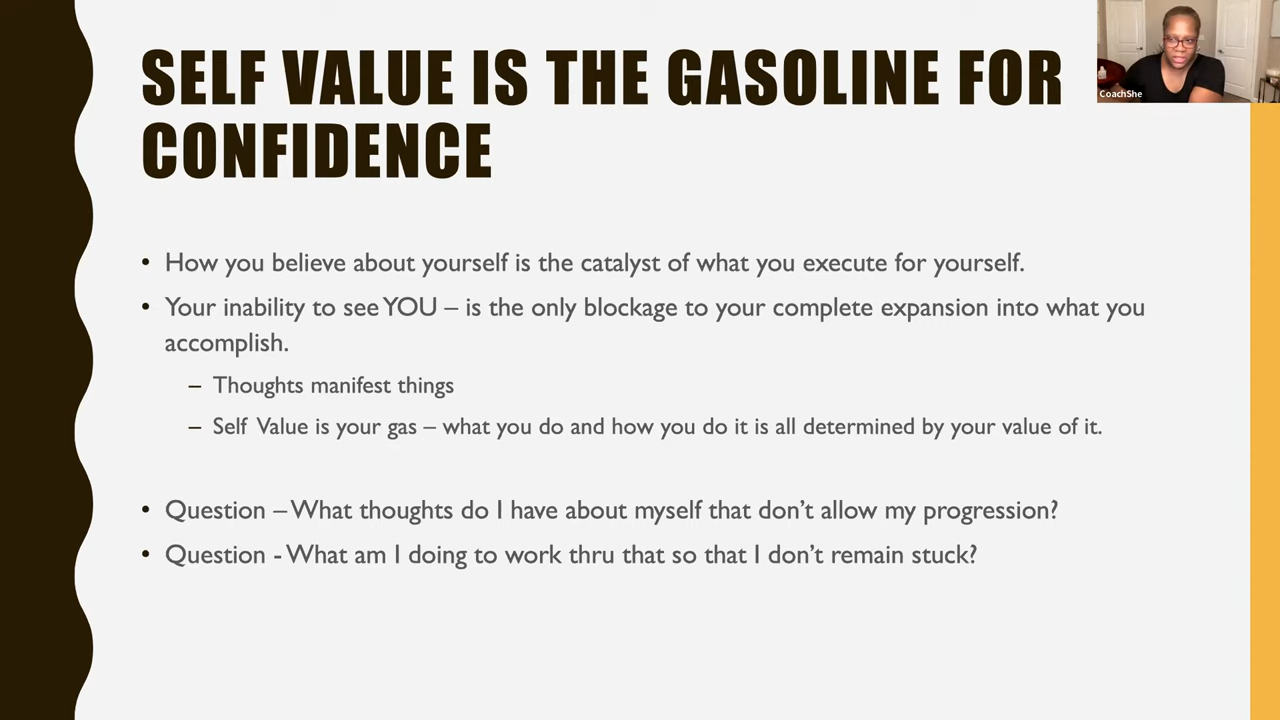 SELF VALUE IS THE GASOLINE FOR
CONFIDENCE
CoachShe
• How you believe about yourself is the catalyst of what you execute for yourself.
• Your inability to see YOU – is the only blockage to your complete expansion into what you
accomplish.
– Thoughts manifest things
– Self Value is your gas – what you do and how you do it is all determined by your value of it.
• Question – What thoughts do I have about myself that don’t allow my progression?
• Question - What am I doing to work thru that so that I don’t remain stuck?